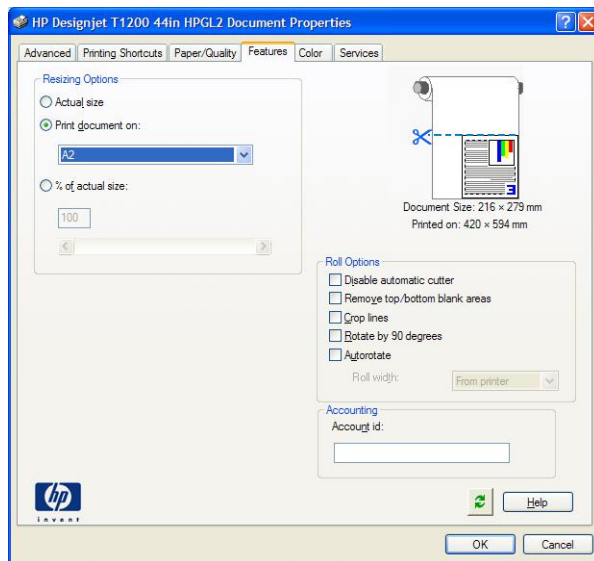 HP Designjet T1200 44in HPGL2 Document Properties
Advanced Printing Shortcuts Paper/Quality Features Color Services
Resizing Options
Actual size
Print document on:
A2
% of actual size:
100
Document Size: 216 × 279 mm
Printed on: 420 × 594 mm
Roll Options
Disable automatic cutter
Remove top/bottom blank areas
Crop lines
Rotate by 90 degrees
Autorotate
Roll width: From printer
Accounting
Account id:
hp
invent
Help
OK Cancel